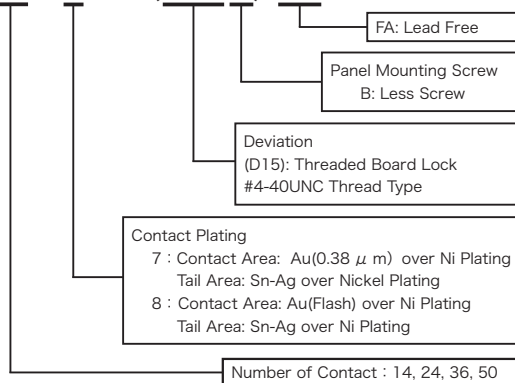 FA: Lead Free
Panel Mounting Screw
B: Less Screw
Deviation
(D15): Threaded Board Lock
#4-40UNC Thread Type
Contact Plating
7：Contact Area: Au(0.38 μ m) over Ni Plating
Tail Area: Sn-Ag over Nickel Plating
8：Contact Area: Au(Flash) over Ni Plating
Tail Area: Sn-Ag over Ni Plating
Number of Contact：14, 24, 36, 50